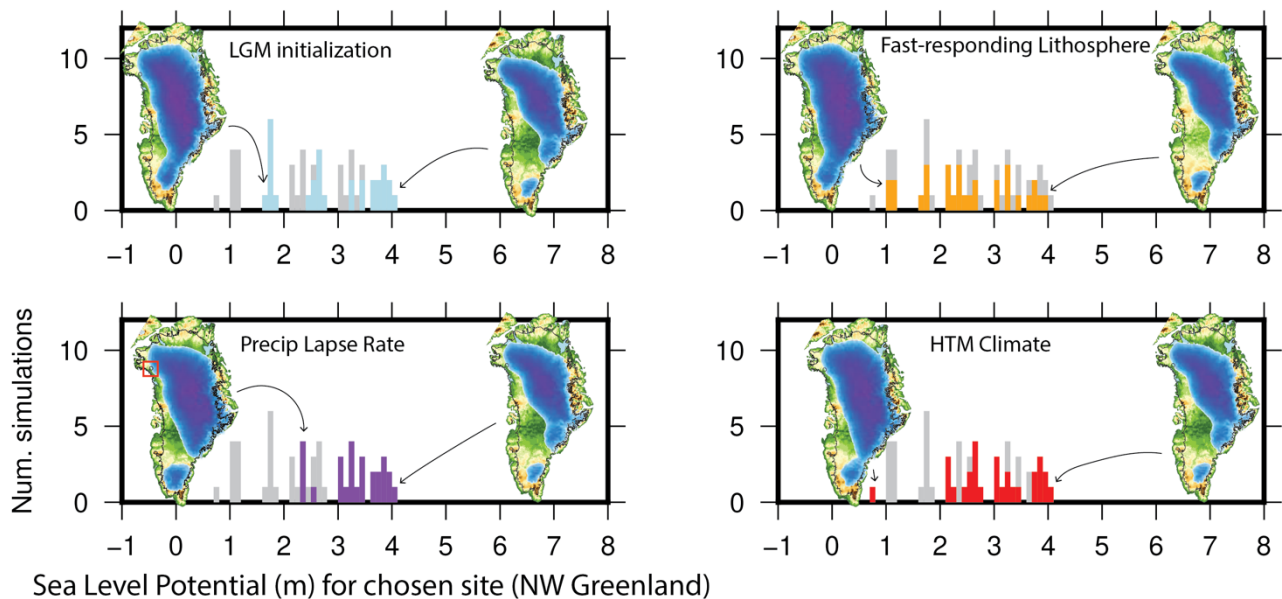 LGM initialization
10
5
0
−1 0 1 2 3 4 5 6 7 8
Fast-responding Lithosphere
10
5
0
−1 0 1 2 3 4 5 6 7 8
Precip Lapse Rate
10
5
0
−1 0 1 2 3 4 5 6 7 8
HTM Climate
10
5
0
−1 0 1 2 3 4 5 6 7 8
Num. simulations
Sea Level Potential (m) for chosen site (NW Greenland)